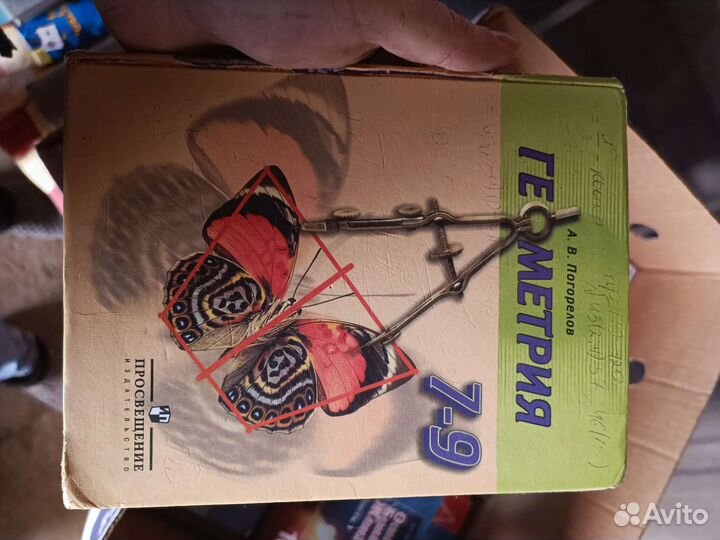 А. В. Погорелов
ГЕОМЕТРИЯ
7-9
ПРОСВЕЩЕНИЕ
ИЗДАТЕЛЬСТВО
Avito